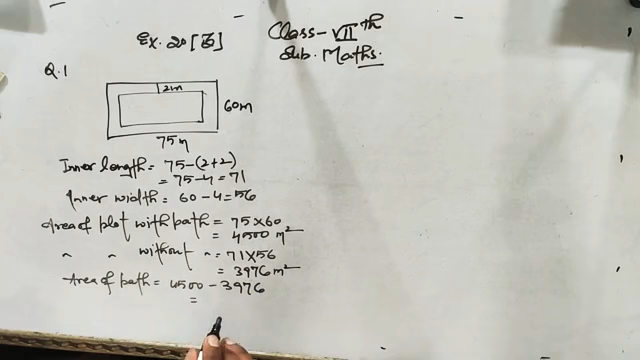 Ex. 20 [B]
Class - VII th
Sub. Maths.
Q.1
2m
60m
75m
Inner length = 75-(2+2)
= 75-4 = 71
Inner width = 60-4 = 56
Area of plot with path = 75×60
= 4500 m²
" " without " = 71×56
= 3976 m²
Area of path = 4500 - 3976
=